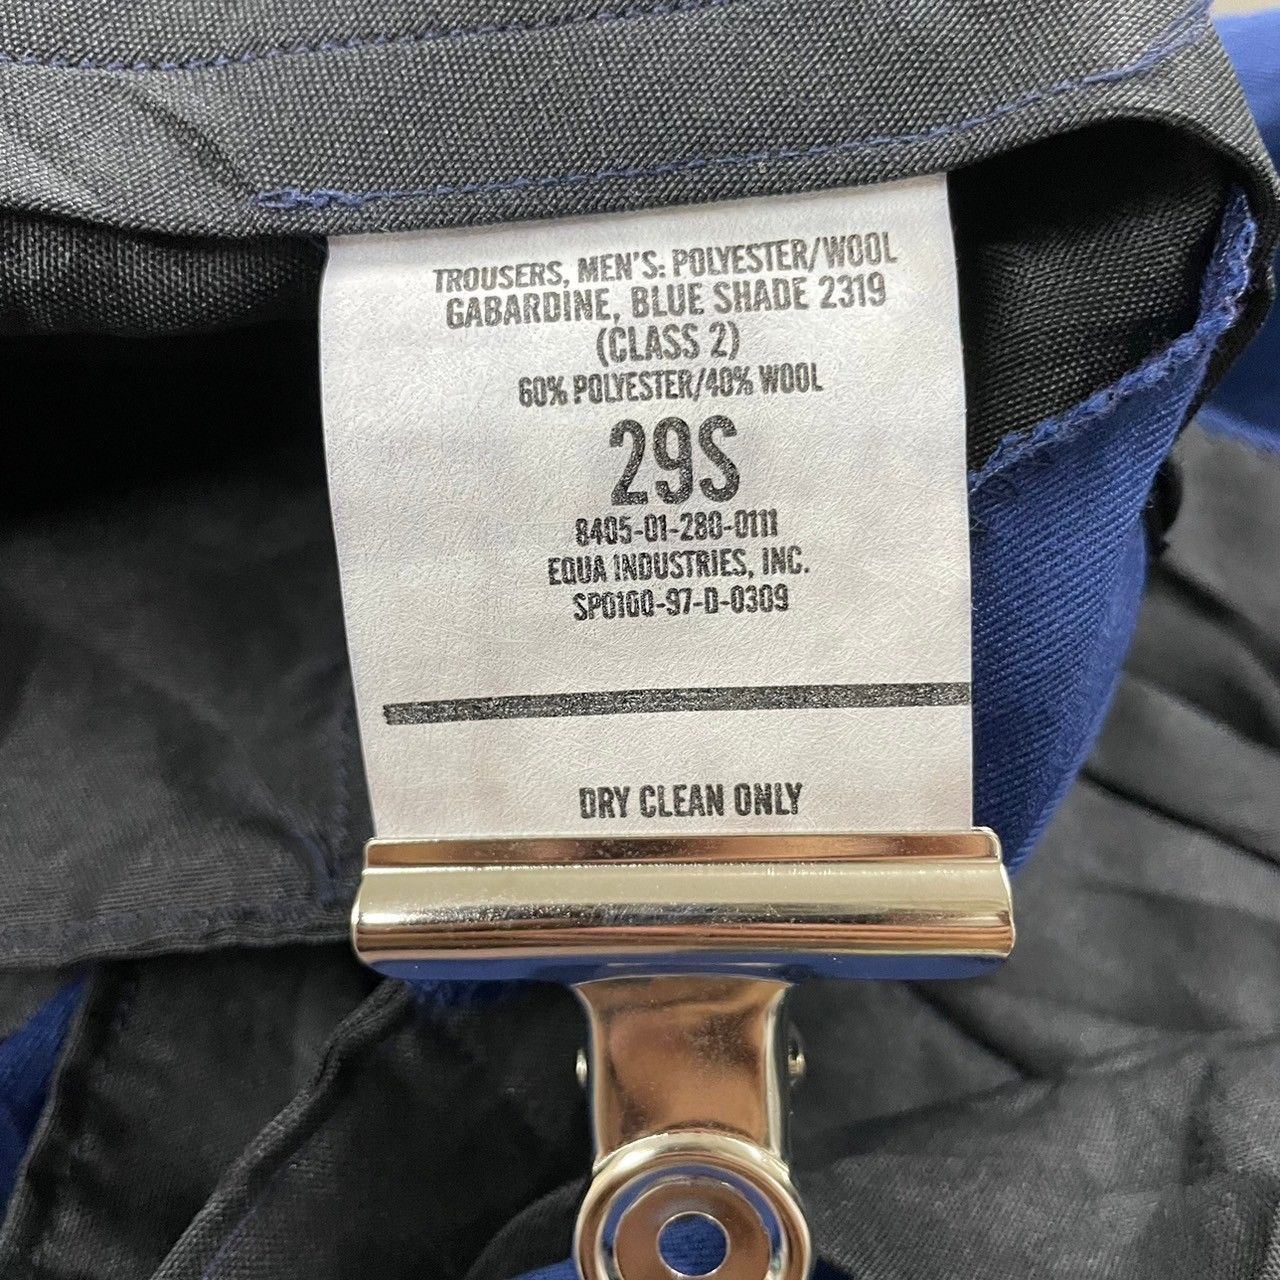 TROUSERS, MEN'S: POLYESTER/WOOL
GABARDINE, BLUE SHADE 2319
(CLASS 2)
60% POLYESTER/40% WOOL
29S
8405-01-280-0111
EQUA INDUSTRIES, INC.
SP0100-97-D-0309
DRY CLEAN ONLY